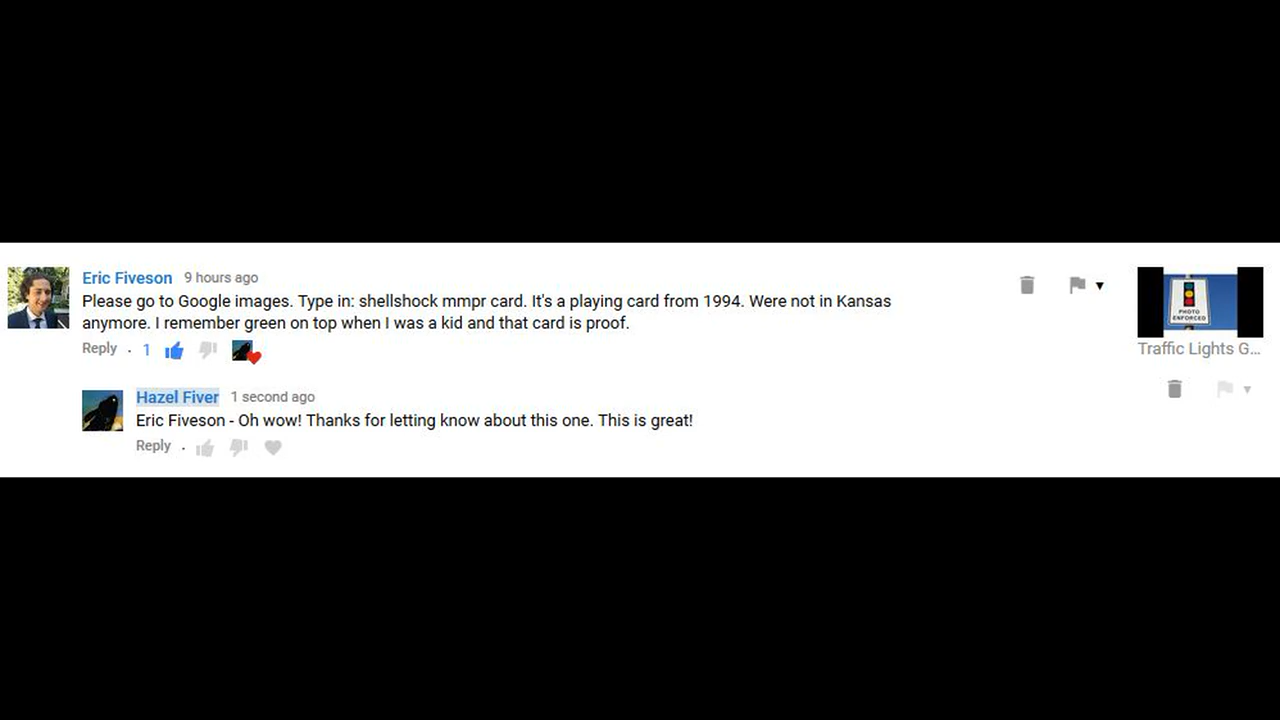 Eric Fiveson 9 hours ago
Please go to Google images. Type in: shellshock mmpr card. It's a playing card from 1994. Were not in Kansas
anymore. I remember green on top when I was a kid and that card is proof.
Reply . 1
PHOTO
ENFORCED
Traffic Lights G...
Hazel Fiver 1 second ago
Eric Fiveson - Oh wow! Thanks for letting know about this one. This is great!
Reply .